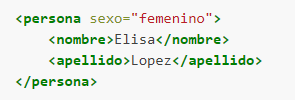 <persona sexo="femenino">
    <nombre>Elisa</nombre>
    <apellido>Lopez</apellido>
</persona>